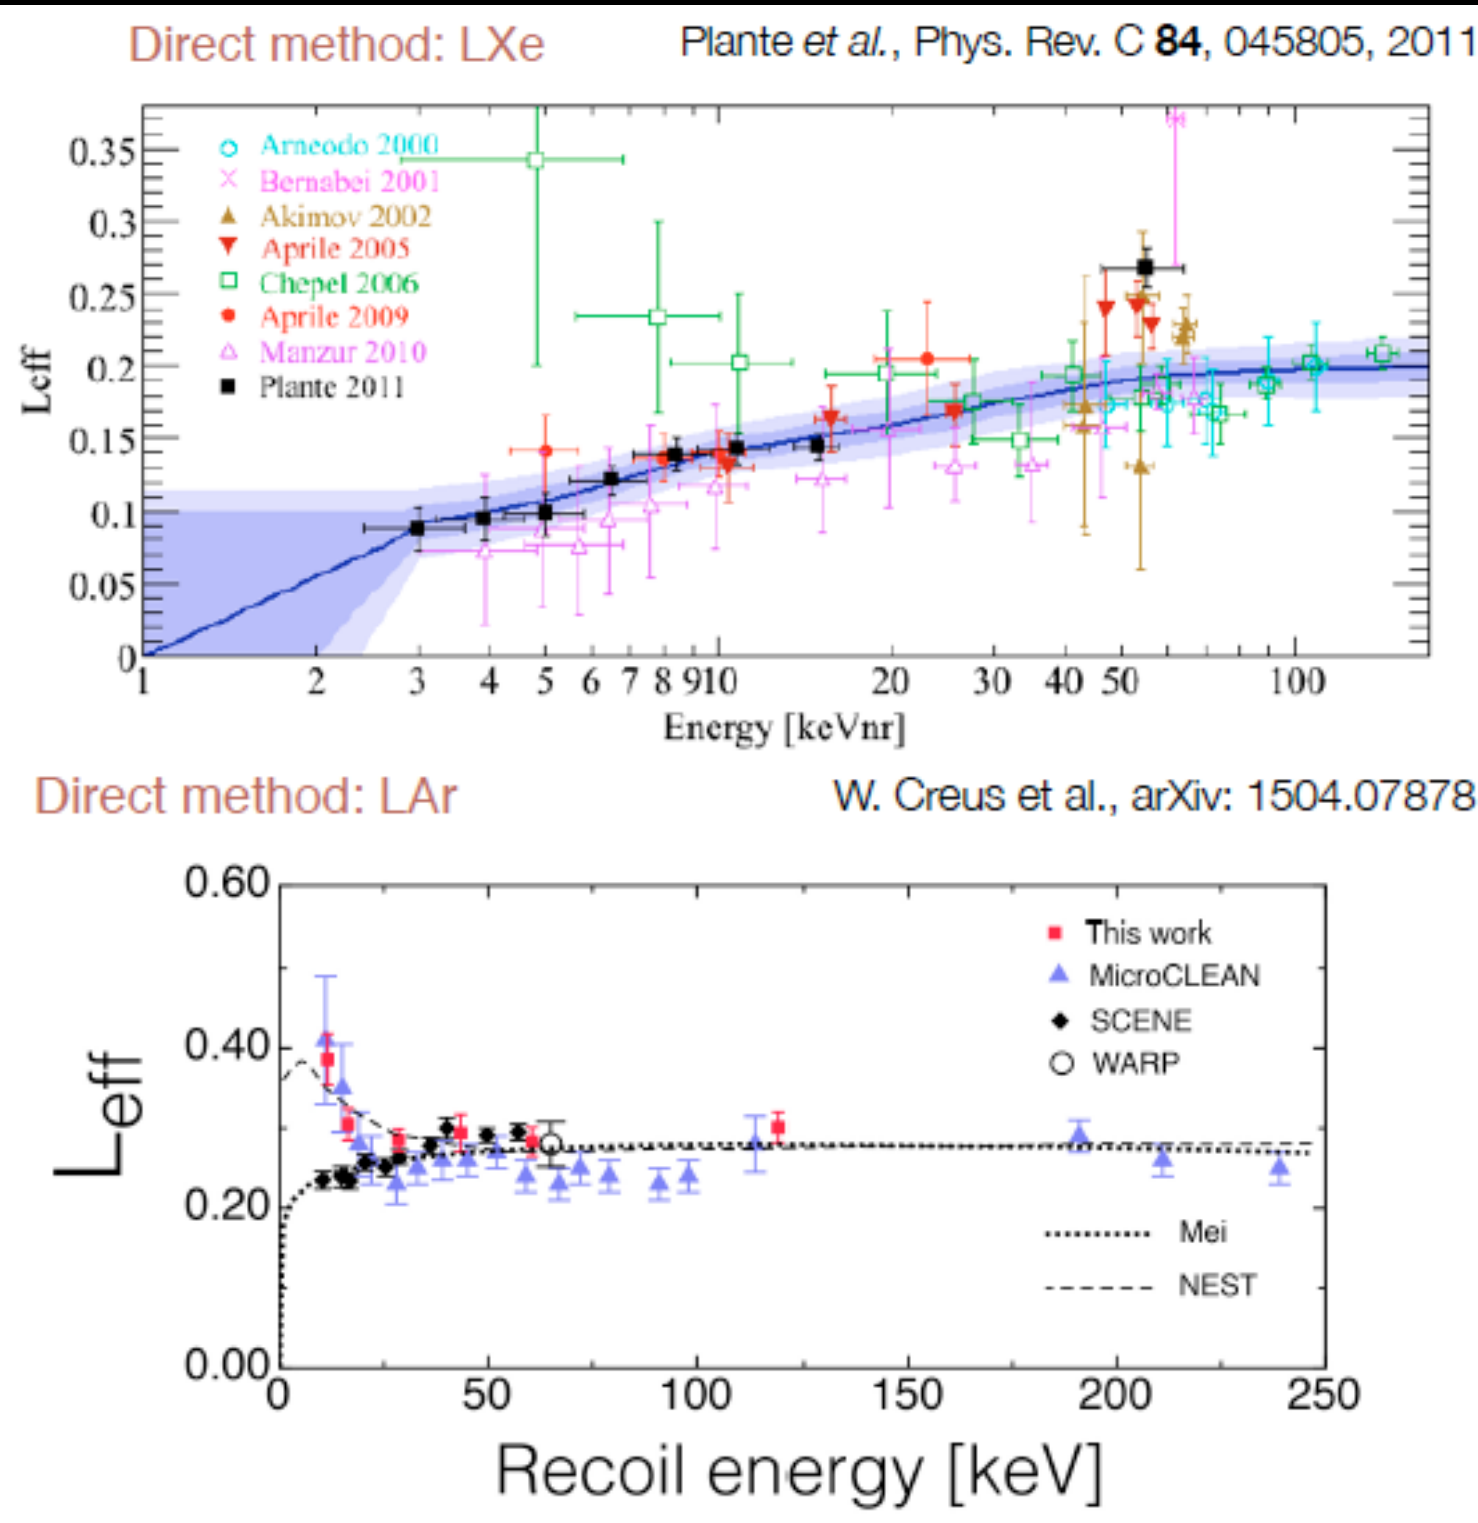 Direct method: LXe
Plante et al., Phys. Rev. C 84, 045805, 2011
Leff
0.35
0.3
0.25
0.2
0.15
0.1
0.05
0
Arneodo 2000
Bernabei 2001
Akimov 2002
Aprile 2005
Chepel 2006
Aprile 2009
Manzur 2010
Plante 2011
1 2 3 4 5 6 7 8 9 10 20 30 40 50 100
Energy [keVnr]
Direct method: LAr
W. Creus et al., arXiv: 1504.07878
Leff
0.60
0.40
0.20
0.00
This work
MicroCLEAN
SCENE
WARP
Mei
NEST
0 50 100 150 200 250
Recoil energy [keV]